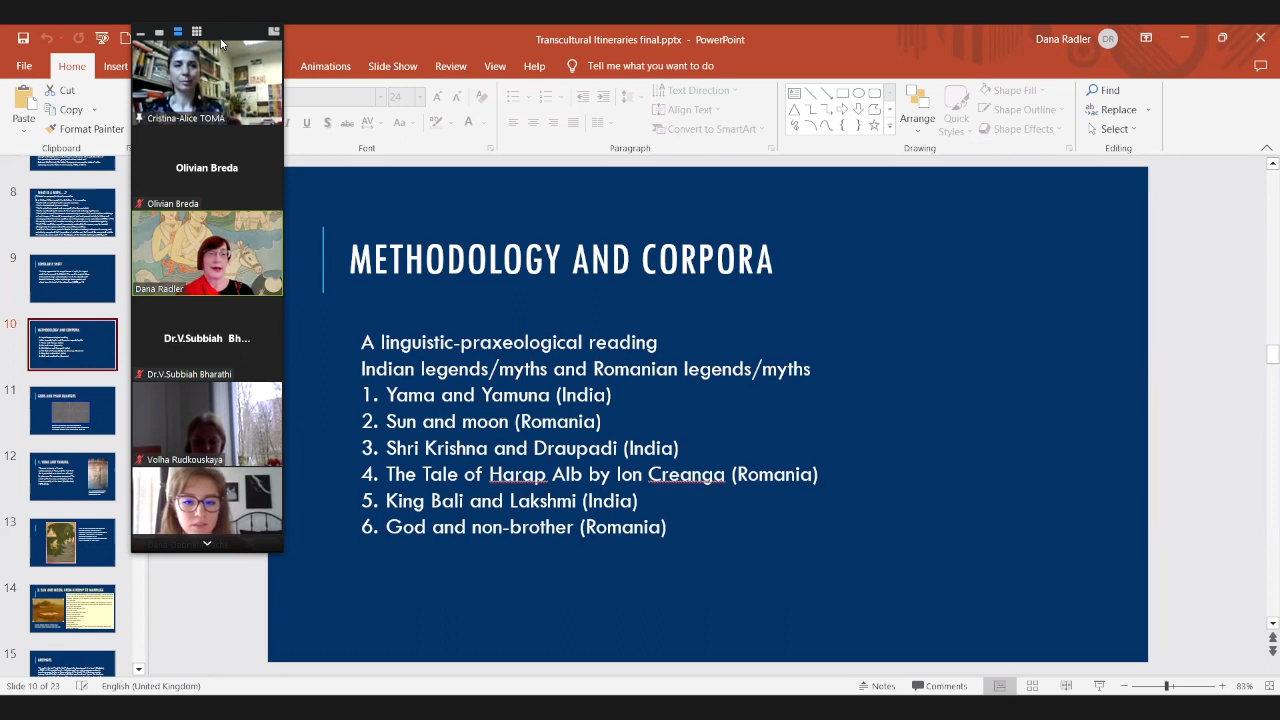 Transcultural Itineraries final.pptx - PowerPoint
Dana Radler
DR
File
Home
Insert
Animations
Slide Show
Review
View
Help
Tell me what you want to do
Paste
Cut
Copy
Format Painter
Clipboard
24
Aa
Font
Text Direction
Align Text
Convert to SmartArt
Paragraph
Arrange
Quick
Styles
Shape Fill
Shape Outline
Shape Effects
Drawing
Find
Replace
Select
Editing
Cristina-Alice TOMA
Olivian Breda
Olivian Breda
Dana Radler
Dr.V.Subbiah Bh...
Dr.V.Subbiah Bharathi
Volha Rudkouskaya
8
9
10
11
12
13
14
15
METHODOLOGY AND CORPORA
A linguistic-praxeological reading
Indian legends/myths and Romanian legends/myths
1. Yama and Yamuna (India)
2. Sun and moon (Romania)
3. Shri Krishna and Draupadi (India)
4. The Tale of Harap Alb by Ion Creanga (Romania)
5. King Bali and Lakshmi (India)
6. God and non-brother (Romania)
Slide 10 of 23
English (United Kingdom)
Notes
Comments
83%